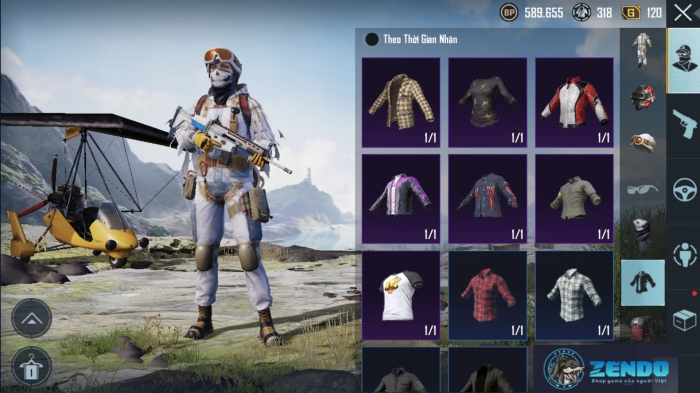 BP 589.655 318 G 120
Theo Thời Gian Nhận
1/1 1/1 1/1
1/1 1/1 1/1
1/1 1/1 1/1
ZENDO
Shop game của người Việt